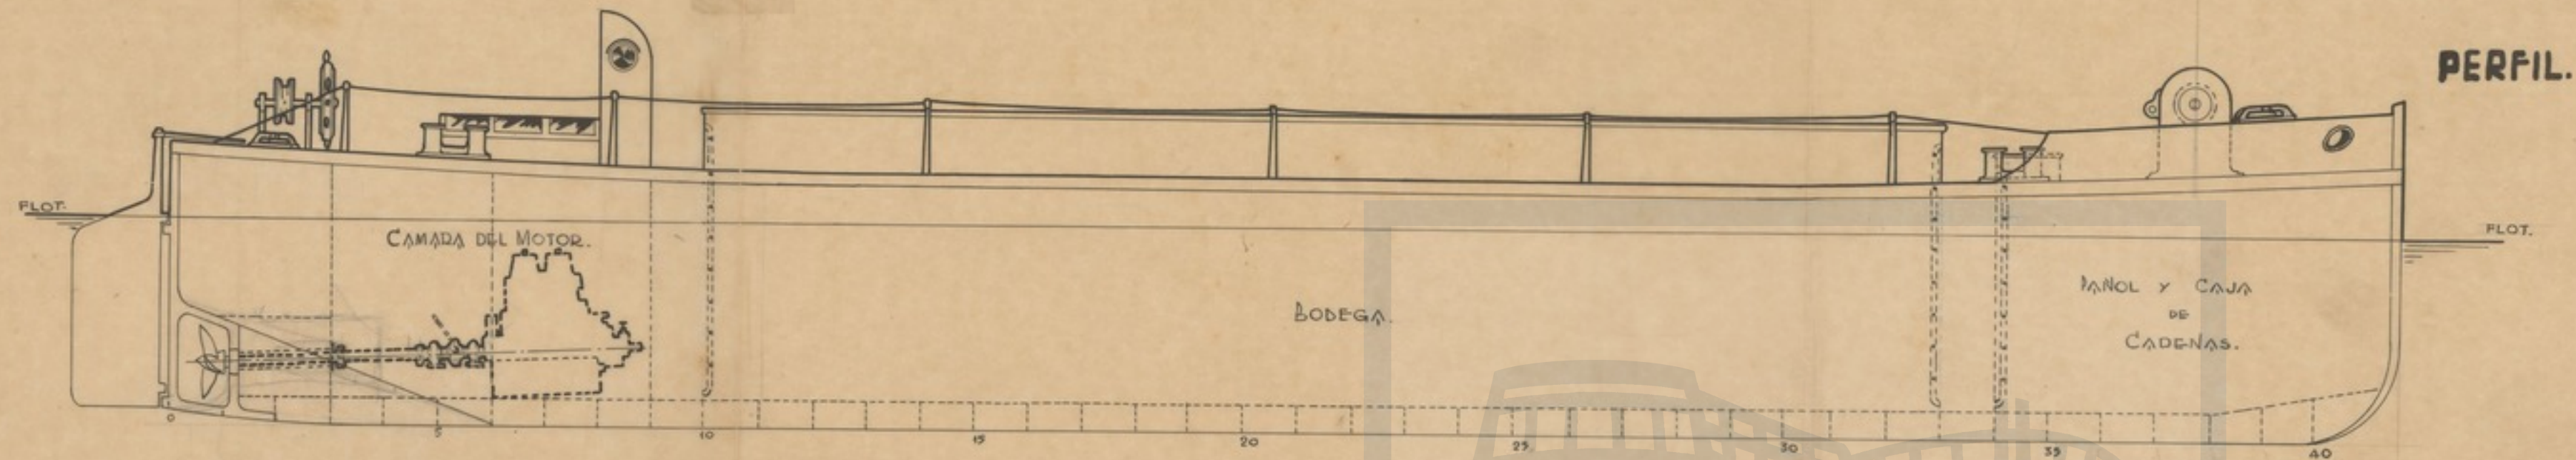 PERFIL.
FLOT.
CAMARA DEL MOTOR.
BODEGA.
FLOT.
PAÑOL Y CAJA
DE
CADENAS.
0 5 10 15 20 25 30 35 40